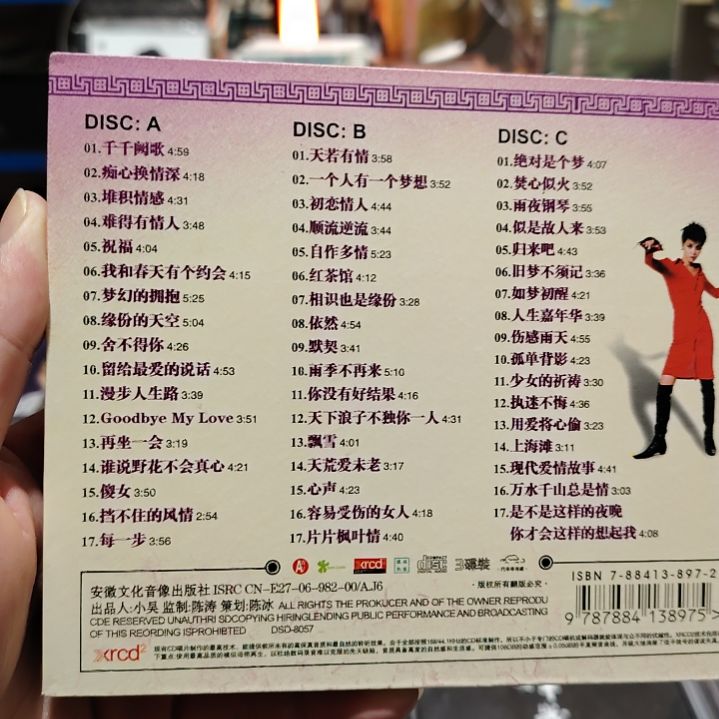 DISC: A
01.千千阙歌 4:59
02.痴心换情深 4:18
03.堆积情感 4:31
04.难得有情人 3:48
05.祝福 4:04
06.我和春天有个约会 4:15
07.梦幻的拥抱 5:25
08.缘份的天空 5:04
09.舍不得你 4:26
10.留给最爱的说话 4:53
11.漫步人生路 3:39
12.Goodbye My Love 3:51
13.再坐一会 3:19
14.谁说野花不会真心 4:21
15.傻女 3:50
16.挡不住的风情 2:54
17.每一步 3:56
DISC: B
01.天若有情 3:58
02.一个人有一个梦想 3:52
03.初恋情人 4:44
04.顺流逆流 3:44
05.自作多情 5:23
06.红茶馆 4:12
07.相识也是缘份 3:28
08.依然 4:54
09.默契 3:41
10.雨季不再来 5:10
11.你没有好结果 4:16
12.天下浪子不独你一人 4:31
13.飘雪 4:01
14.天荒爱未老 3:17
15.心声 4:23
16.容易受伤的女人 4:18
17.片片枫叶情 4:40
DISC: C
01.绝对是个梦 4:07
02.焚心似火 3:52
03.雨夜钢琴 3:55
04.似是故人来 3:53
05.归来吧 4:43
06.旧梦不须记 3:36
07.如梦初醒 4:21
08.人生嘉年华 3:39
09.伤感雨天 4:55
10.孤单背影 4:23
11.少女的祈祷 3:30
12.执迷不悔 4:36
13.用爱将心偷 3:23
14.上海滩 3:11
15.现代爱情故事 4:41
16.万水千山总是情 3:03
17.是不是这样的夜晚
你才会这样的想起我 4:08
xrcd2
COMPACT disc
3碟装
·版权所有翻版必究·
安徽文化音像出版社 ISRC CN-E27-06-982-00/A.J6
出品人:小吴 监制:陈涛 策划:陈冰 ALL RIGHTS THE PROKUCER AND OF THE OWNER REPRODU
CDE RESERVED UNAUTHRI SDCOPYING HIRINGLENDING PUBLIC PERFORMANCE AND BROADCASTING
OF THIS REORDING ISPROHIBTED DSD-8057
ISBN 7-88413-897-2
9 787884 138975 >
xrcd2